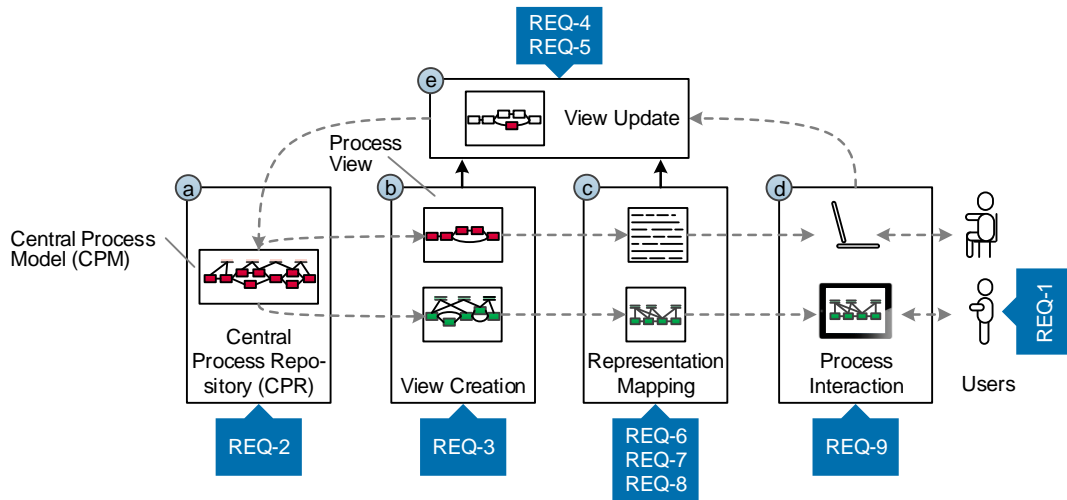 REQ-4
REQ-5
e
View Update
Process
View
a
b
c
d
Central Process
Model (CPM)
Central
Process Repo-
sitory (CPR)
View Creation
Representation
Mapping
Process
Interaction
Users
REQ-1
REQ-2
REQ-3
REQ-6
REQ-7
REQ-8
REQ-9